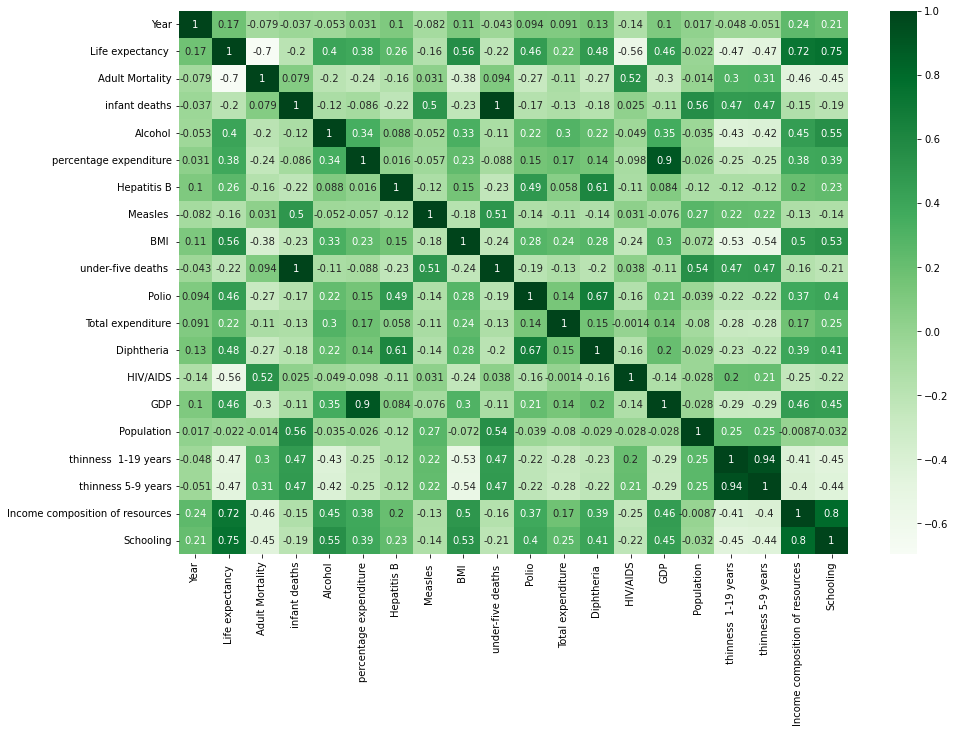 Year 1 0.17 -0.079 -0.037 -0.053 0.031 0.1 -0.082 0.11 -0.043 0.094 0.091 0.13 -0.14 0.1 0.017 -0.048 -0.051 0.24 0.21
Life expectancy 0.17 1 -0.7 -0.2 0.4 0.38 0.26 -0.16 0.56 -0.22 0.46 0.22 0.48 -0.56 0.46 -0.022 -0.47 -0.47 0.72 0.75
Adult Mortality -0.079 -0.7 1 0.079 -0.2 -0.24 -0.16 0.031 -0.38 0.094 -0.27 -0.11 -0.27 0.52 -0.3 -0.014 0.3 0.31 -0.46 -0.45
infant deaths -0.037 -0.2 0.079 1 -0.12 -0.086 -0.22 0.5 -0.23 1 -0.17 -0.13 -0.18 0.025 -0.11 0.56 0.47 0.47 -0.15 -0.19
Alcohol -0.053 0.4 -0.2 -0.12 1 0.34 0.088 -0.052 0.33 -0.11 0.22 0.3 0.22 -0.049 0.35 -0.035 -0.43 -0.42 0.45 0.55
percentage expenditure 0.031 0.38 -0.24 -0.086 0.34 1 0.016 -0.057 0.23 -0.088 0.15 0.17 0.14 -0.098 0.9 -0.026 -0.25 -0.25 0.38 0.39
Hepatitis B 0.1 0.26 -0.16 -0.22 0.088 0.016 1 -0.12 0.15 -0.23 0.49 0.058 0.61 -0.11 0.084 -0.12 -0.12 -0.12 0.2 0.23
Measles -0.082 -0.16 0.031 0.5 -0.052 -0.057 -0.12 1 -0.18 0.51 -0.14 -0.11 -0.14 0.031 -0.076 0.27 0.22 0.22 -0.13 -0.14
BMI 0.11 0.56 -0.38 -0.23 0.33 0.23 0.15 -0.18 1 -0.24 0.28 0.24 0.28 -0.24 0.3 -0.072 -0.53 -0.54 0.5 0.53
under-five deaths -0.043 -0.22 0.094 1 -0.11 -0.088 -0.23 0.51 -0.24 1 -0.19 -0.13 -0.2 0.038 -0.11 0.54 0.47 0.47 -0.16 -0.21
Polio 0.094 0.46 -0.27 -0.17 0.22 0.15 0.49 -0.14 0.28 -0.19 1 0.14 0.67 -0.16 0.21 -0.039 -0.22 -0.22 0.37 0.4
Total expenditure 0.091 0.22 -0.11 -0.13 0.3 0.17 0.058 -0.11 0.24 -0.13 0.14 1 0.15 -0.0014 0.14 -0.08 -0.28 -0.28 0.17 0.25
Diphtheria 0.13 0.48 -0.27 -0.18 0.22 0.14 0.61 -0.14 0.28 -0.2 0.67 0.15 1 -0.16 0.2 -0.029 -0.23 -0.22 0.39 0.41
HIV/AIDS -0.14 -0.56 0.52 0.025 -0.049 -0.098 -0.11 0.031 -0.24 0.038 -0.16 -0.0014 -0.16 1 -0.14 -0.028 0.2 0.21 -0.25 -0.22
GDP 0.1 0.46 -0.3 -0.11 0.35 0.9 0.084 -0.076 0.3 -0.11 0.21 0.14 0.2 -0.14 1 -0.028 -0.29 -0.29 0.46 0.45
Population 0.017 -0.022 -0.014 0.56 -0.035 -0.026 -0.12 0.27 -0.072 0.54 -0.039 -0.08 -0.029 -0.028 -0.028 1 0.25 0.25 -0.0087 -0.032
thinness  1-19 years -0.048 -0.47 0.3 0.47 -0.43 -0.25 -0.12 0.22 -0.53 0.47 -0.22 -0.28 -0.23 0.2 -0.29 0.25 1 0.94 -0.41 -0.45
thinness 5-9 years -0.051 -0.47 0.31 0.47 -0.42 -0.25 -0.12 0.22 -0.54 0.47 -0.22 -0.28 -0.22 0.21 -0.29 0.25 0.94 1 -0.4 -0.44
Income composition of resources 0.24 0.72 -0.46 -0.15 0.45 0.38 0.2 -0.13 0.5 -0.16 0.37 0.17 0.39 -0.25 0.46 -0.0087 -0.41 -0.4 1 0.8
Schooling 0.21 0.75 -0.45 -0.19 0.55 0.39 0.23 -0.14 0.53 -0.21 0.4 0.25 0.41 -0.22 0.45 -0.032 -0.45 -0.44 0.8 1
Year
Life expectancy
Adult Mortality
infant deaths
Alcohol
percentage expenditure
Hepatitis B
Measles
BMI
under-five deaths
Polio
Total expenditure
Diphtheria
HIV/AIDS
GDP
Population
thinness  1-19 years
thinness 5-9 years
Income composition of resources
Schooling
1.0
0.8
0.6
0.4
0.2
0.0
−0.2
−0.4
−0.6